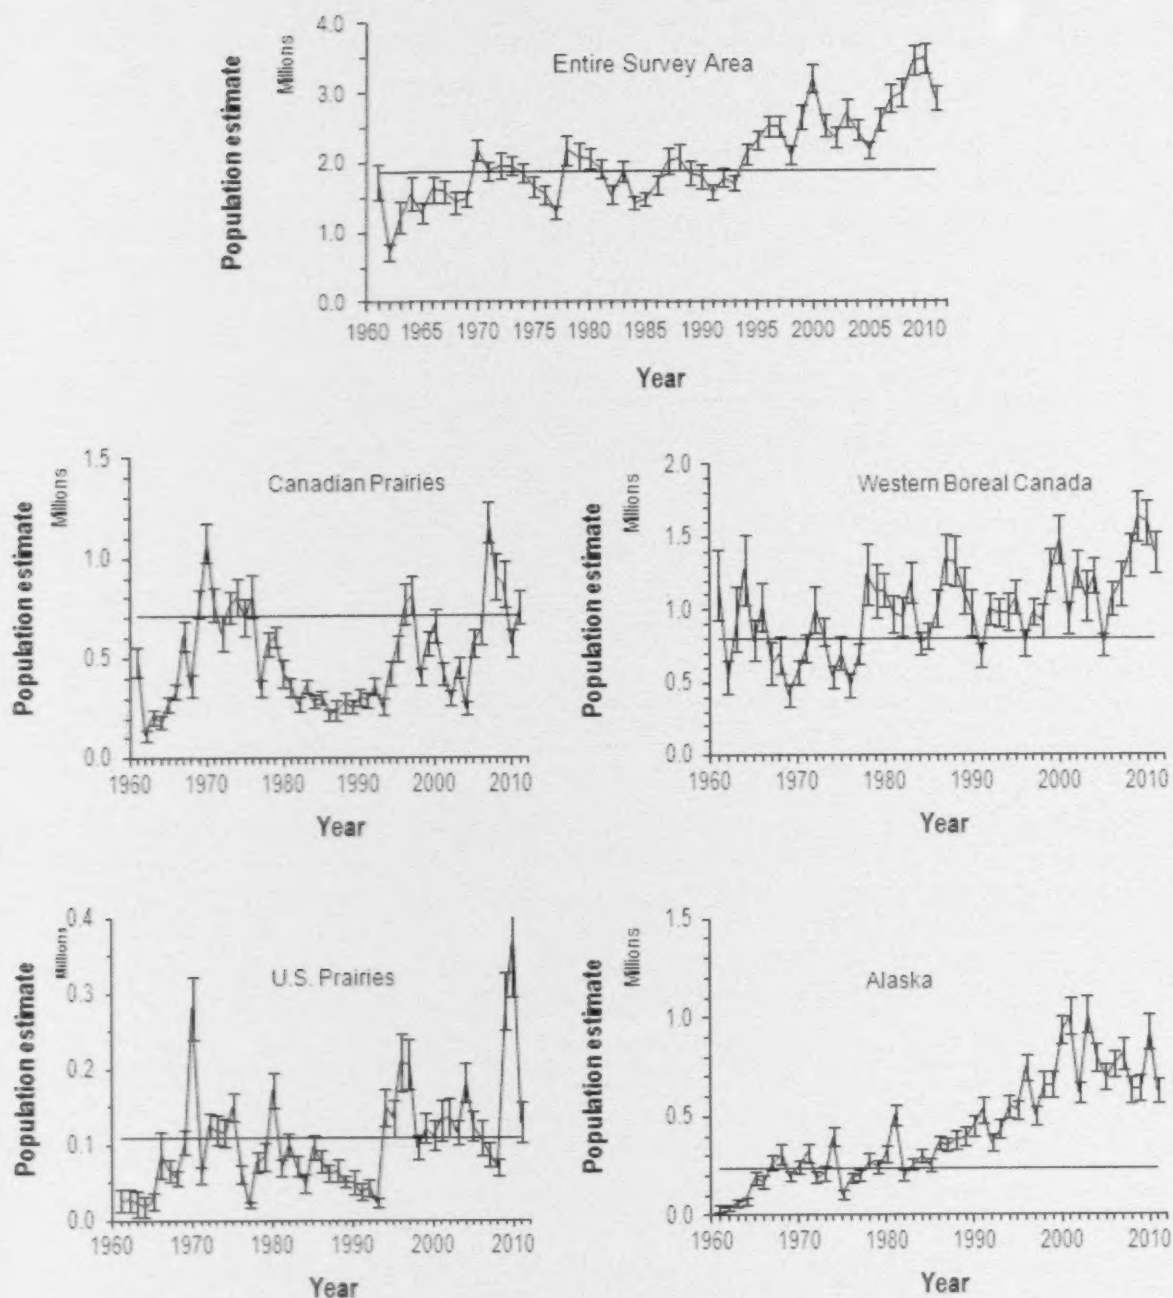 Entire Survey Area
Population estimate
Millions
4.0
3.0
2.0
1.0
0.0
1960 1965 1970 1975 1980 1985 1990 1995 2000 2005 2010
Year
Canadian Prairies
Population estimate
Millions
1.5
1.0
0.5
0.0
1960 1970 1980 1990 2000 2010
Year
Western Boreal Canada
Population estimate
Millions
2.0
1.5
1.0
0.5
0.0
1960 1970 1980 1990 2000 2010
Year
U.S. Prairies
Population estimate
Millions
0.4
0.3
0.2
0.1
0.0
1960 1970 1980 1990 2000 2010
Year
Alaska
Population estimate
Millions
1.5
1.0
0.5
0.0
1960 1970 1980 1990 2000 2010
Year